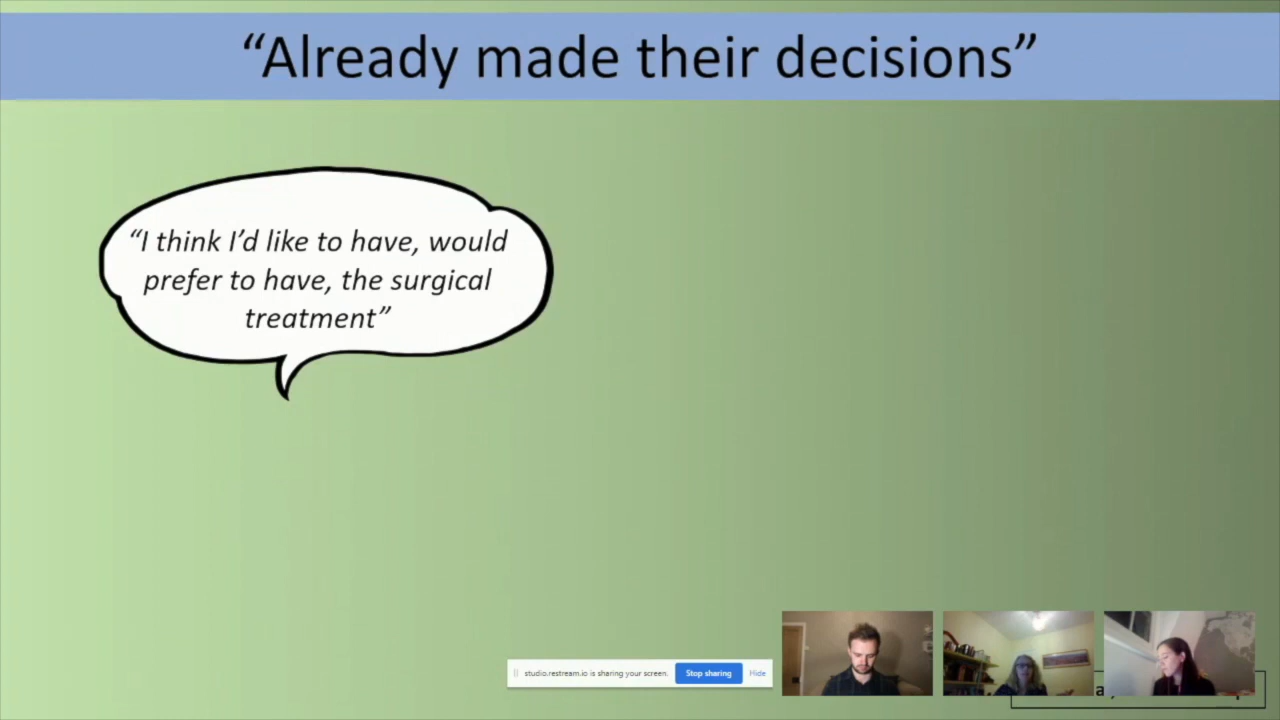 “Already made their decisions”
“I think I’d like to have, would
prefer to have, the surgical
treatment”
studio.restream.io is sharing your screen.
Stop sharing
Hide